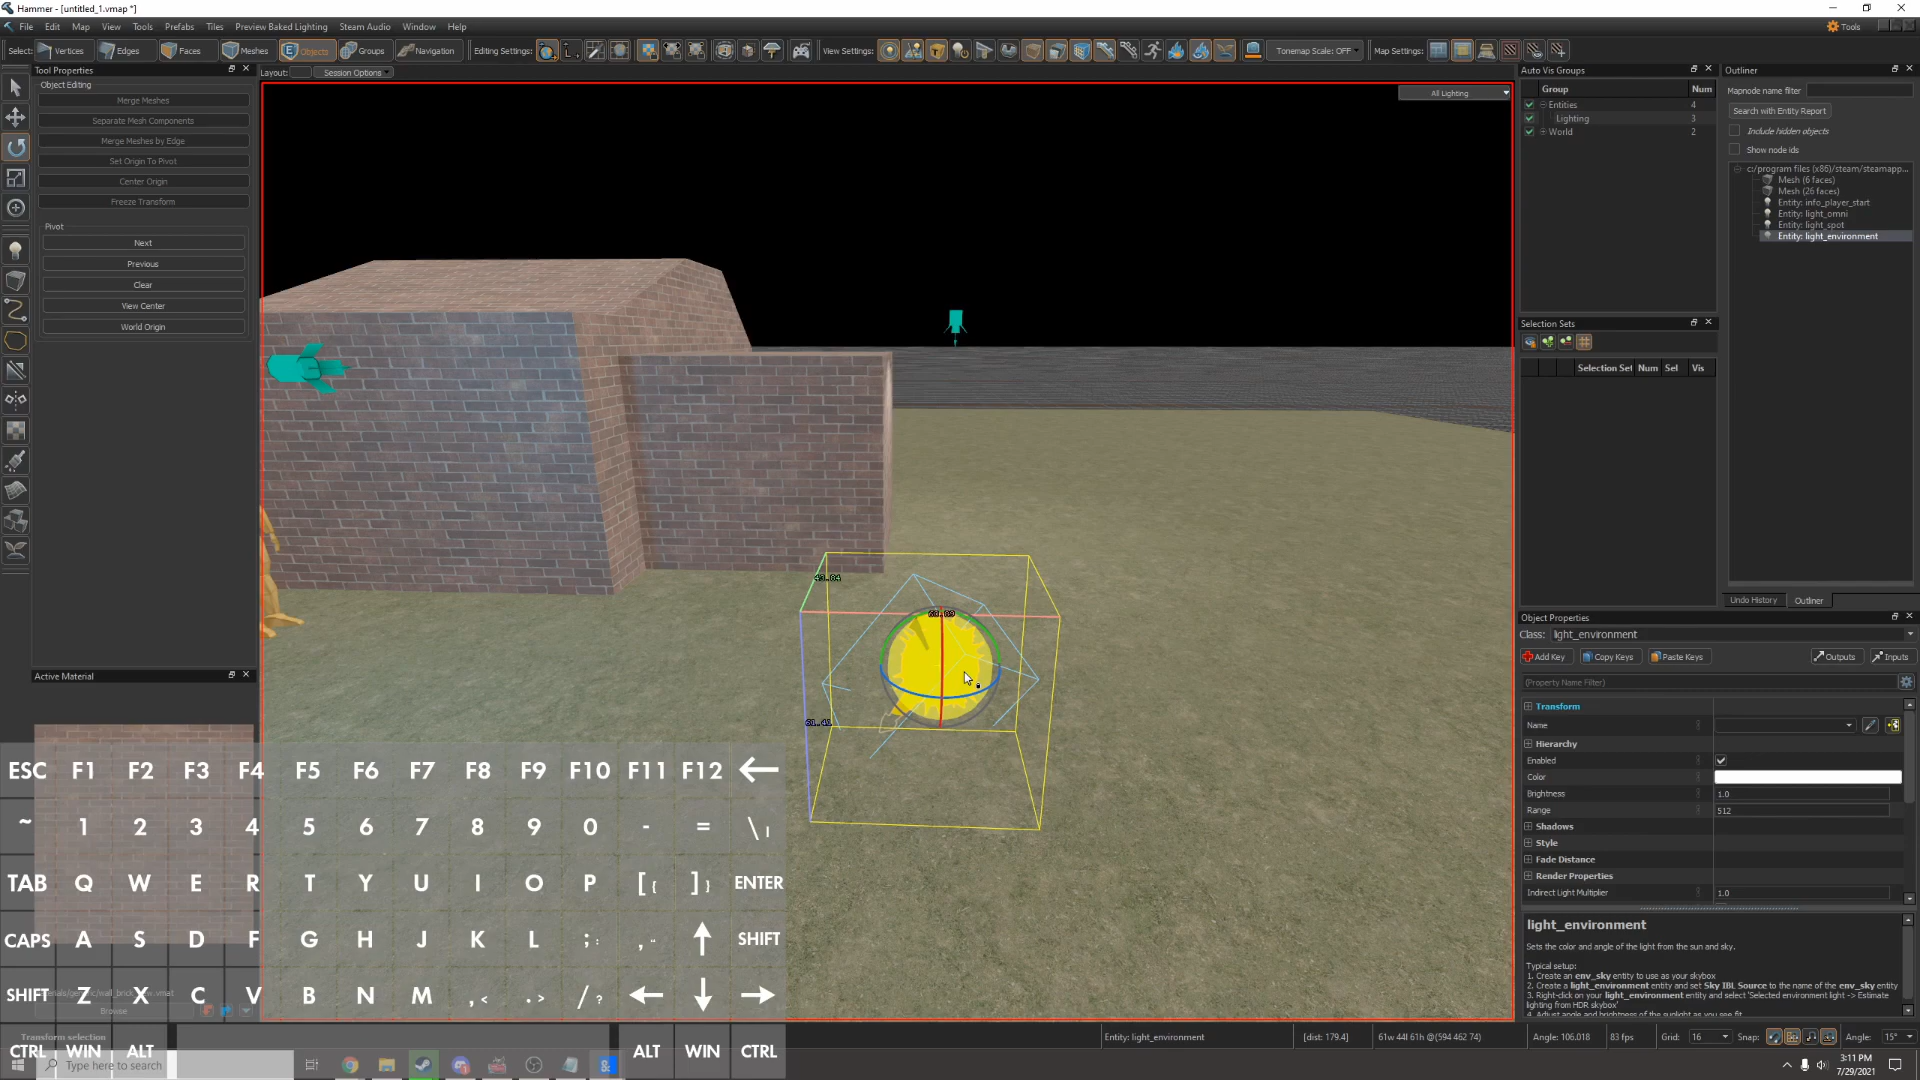 Hammer - [untitled_1.vmap *]
File Edit Map View Tools Prefabs Tiles Preview Baked Lighting Steam Audio Window Help
Tools
Select: Vertices Edges Faces Meshes Objects Groups Navigation Editing Settings: View Settings: Tonemap Scale: OFF Map Settings:
Tool Properties
Layout: Session Options
Object Editing
Merge Meshes
Separate Mesh Components
Merge Meshes by Edge
Set Origin To Pivot
Center Origin
Freeze Transform
Pivot
Next
Previous
Clear
View Center
World Origin
Active Material
All Lighting
Auto Vis Groups
Group Num
Entities 4
Lighting 3
World 2
Selection Sets
Selection Set Num Sel Vis
Outliner
Mapnode name filter
Search with Entity Report
Include hidden objects
Show node ids
c:/program files (x86)/steam/steamapp...
Mesh (6 faces)
Mesh (26 faces)
Entity: info_player_start
Entity: light_omni
Entity: light_spot
Entity: light_environment
Undo History Outliner
Object Properties
Class: light_environment
Add Key Copy Keys Paste Keys Outputs Inputs
(Property Name Filter)
Transform
Name
Hierarchy
Enabled
Color
Brightness 1.0
Range 512
Shadows
Style
Fade Distance
Render Properties
Indirect Light Multiplier 1.0
light_environment
Sets the color and angle of the light from the sun and sky.
Typical setup:
1. Create an env_sky entity to use as your skybox
2. Create a light_environment entity and set Sky IBL Source to the name of the env_sky entity
3. Right-click on your light_environment entity and select 'Selected environment light -> Estimate lighting from HDR skybox'
4. Adjust angle and brightness of the sunlight as you see fit
ESC F1 F2 F3 F4 F5 F6 F7 F8 F9 F10 F11 F12 ←
~ 1 2 3 4 5 6 7 8 9 0 - = \|
TAB Q W E R T Y U I O P [{ ]} ENTER
CAPS A S D F G H J K L ;: ," ↑ SHIFT
SHIFT Z X C V B N M ,< .> /? ← ↓ →
CTRL WIN ALT ALT WIN CTRL
Browse
Transform selection
Entity: light_environment [dist: 179.4] 61w 44l 61h @(594 462 74) Angle: 106.018 83 fps Grid: 16 Snap: Angle: 15°
Type here to search
3:11 PM
7/29/2021